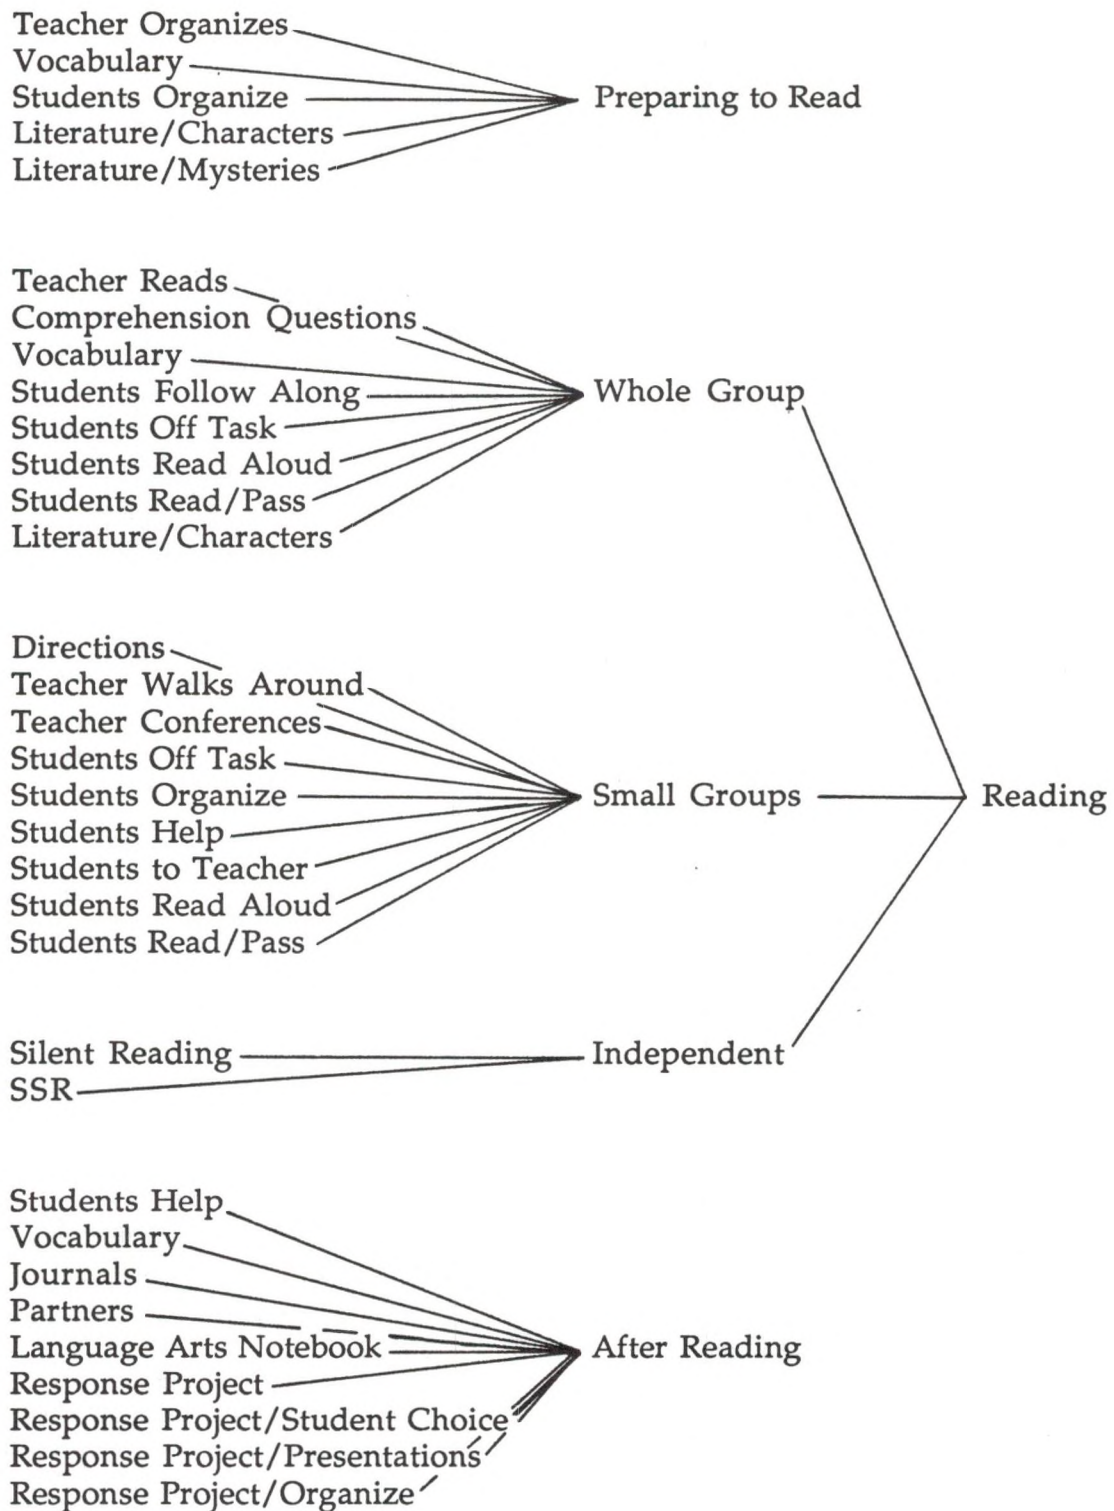 Teacher Organizes
Vocabulary
Students Organize
Literature/Characters
Literature/Mysteries
Preparing to Read
Teacher Reads
Comprehension Questions
Vocabulary
Students Follow Along
Students Off Task
Students Read Aloud
Students Read/Pass
Literature/Characters
Whole Group
Directions
Teacher Walks Around
Teacher Conferences
Students Off Task
Students Organize
Students Help
Students to Teacher
Students Read Aloud
Students Read/Pass
Small Groups
Reading
Silent Reading
SSR
Independent
Students Help
Vocabulary
Journals
Partners
Language Arts Notebook
Response Project
Response Project/Student Choice
Response Project/Presentations
Response Project/Organize
After Reading